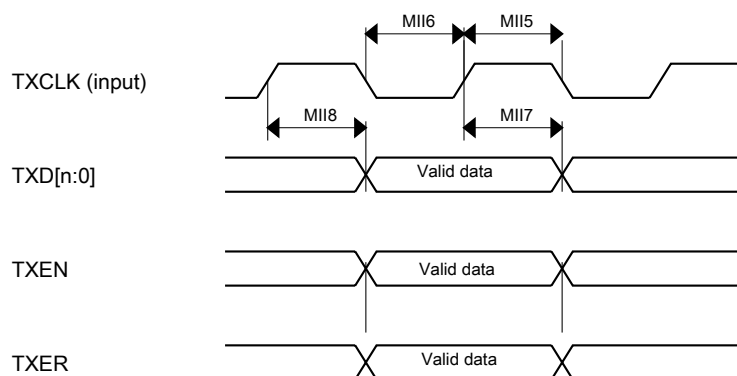 MII6 MII5
TXCLK (input)
MII8 MII7
TXD[n:0] Valid data
TXEN Valid data
TXER Valid data